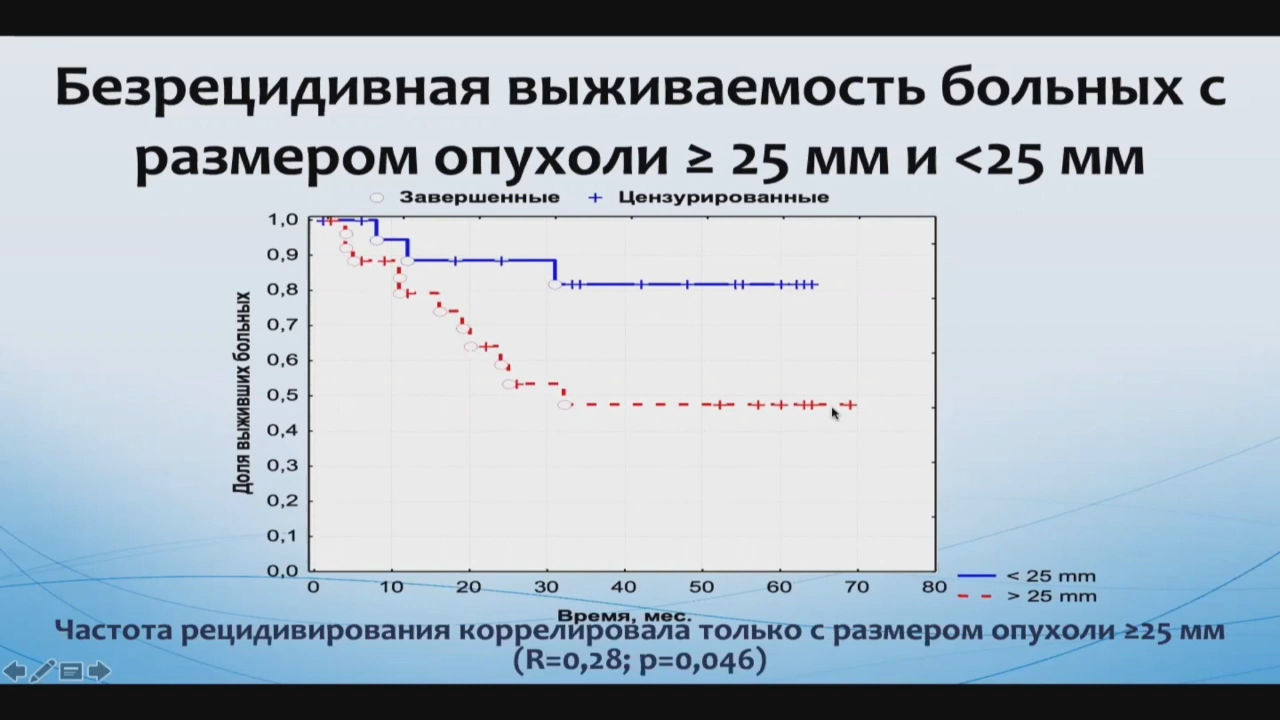 Безрецидивная выживаемость больных с
размером опухоли ≥ 25 мм и <25 мм
Завершенные
Цензурированные
Доля выживших больных
1,0
0,9
0,8
0,7
0,6
0,5
0,4
0,3
0,2
0,1
0,0
0 10 20 30 40 50 60 70 80
Время, мес.
< 25 mm
> 25 mm
Частота рецидивирования коррелировала только с размером опухоли ≥25 мм
(R=0,28; p=0,046)